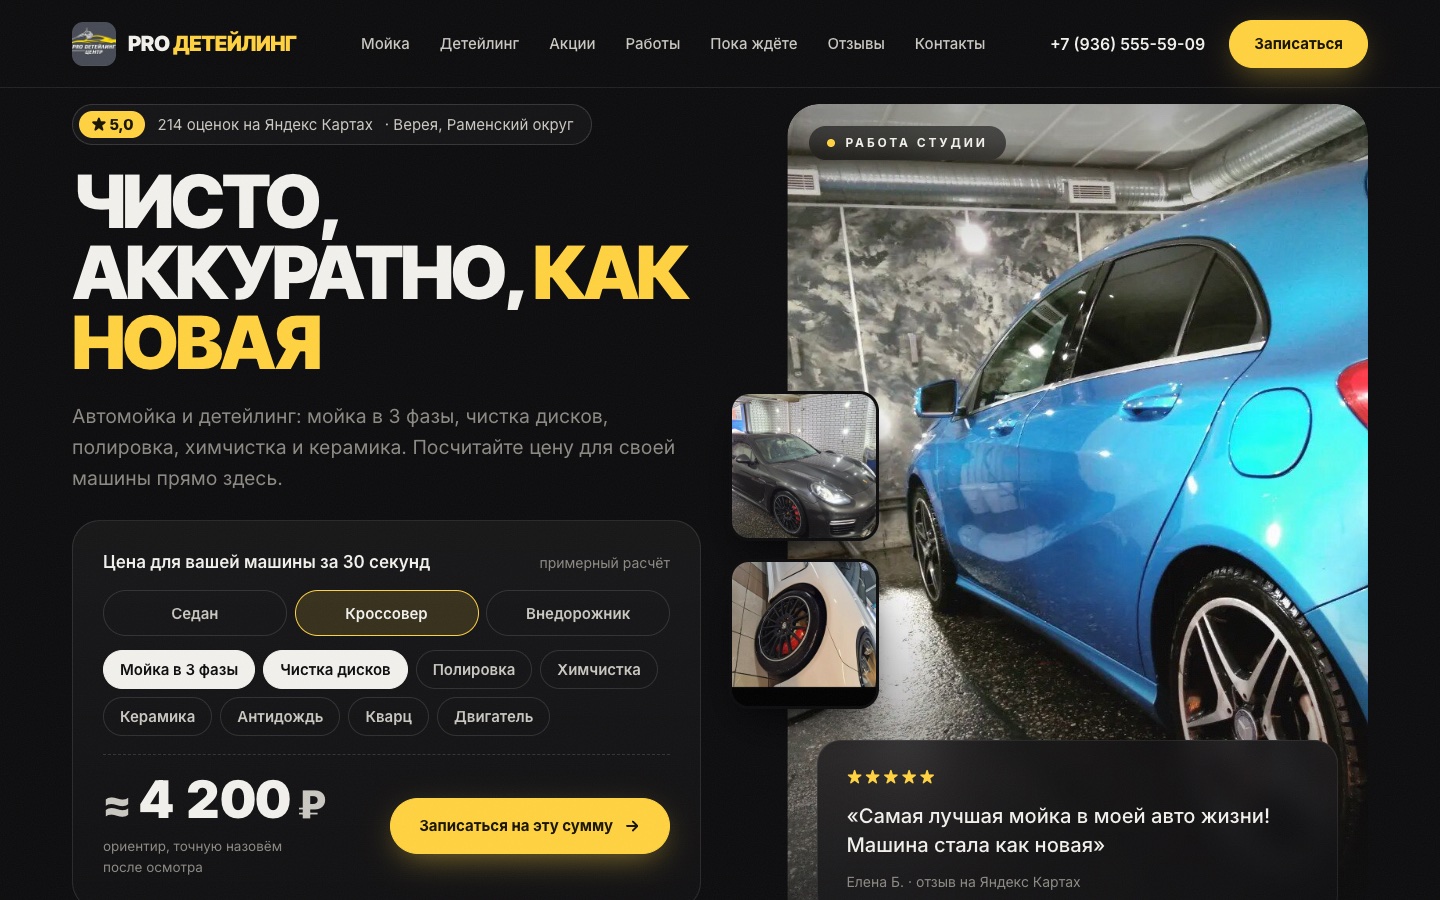 PRO ДЕТЕЙЛИНГ ЦЕНТР
PRO ДЕТЕЙЛИНГ
Мойка
Детейлинг
Акции
Работы
Пока ждёте
Отзывы
Контакты
+7 (936) 555-59-09
Записаться
★ 5,0
214 оценок на Яндекс Картах · Верея, Раменский округ
ЧИСТО,
АККУРАТНО, КАК
НОВАЯ
Автомойка и детейлинг: мойка в 3 фазы, чистка дисков,
полировка, химчистка и керамика. Посчитайте цену для своей
машины прямо здесь.
Цена для вашей машины за 30 секунд
примерный расчёт
Седан
Кроссовер
Внедорожник
Мойка в 3 фазы
Чистка дисков
Полировка
Химчистка
Керамика
Антидождь
Кварц
Двигатель
≈ 4 200 ₽
ориентир, точную назовём
после осмотра
Записаться на эту сумму →
РАБОТА СТУДИИ
★★★★★
«Самая лучшая мойка в моей авто жизни!
Машина стала как новая»
Елена Б. · отзыв на Яндекс Картах